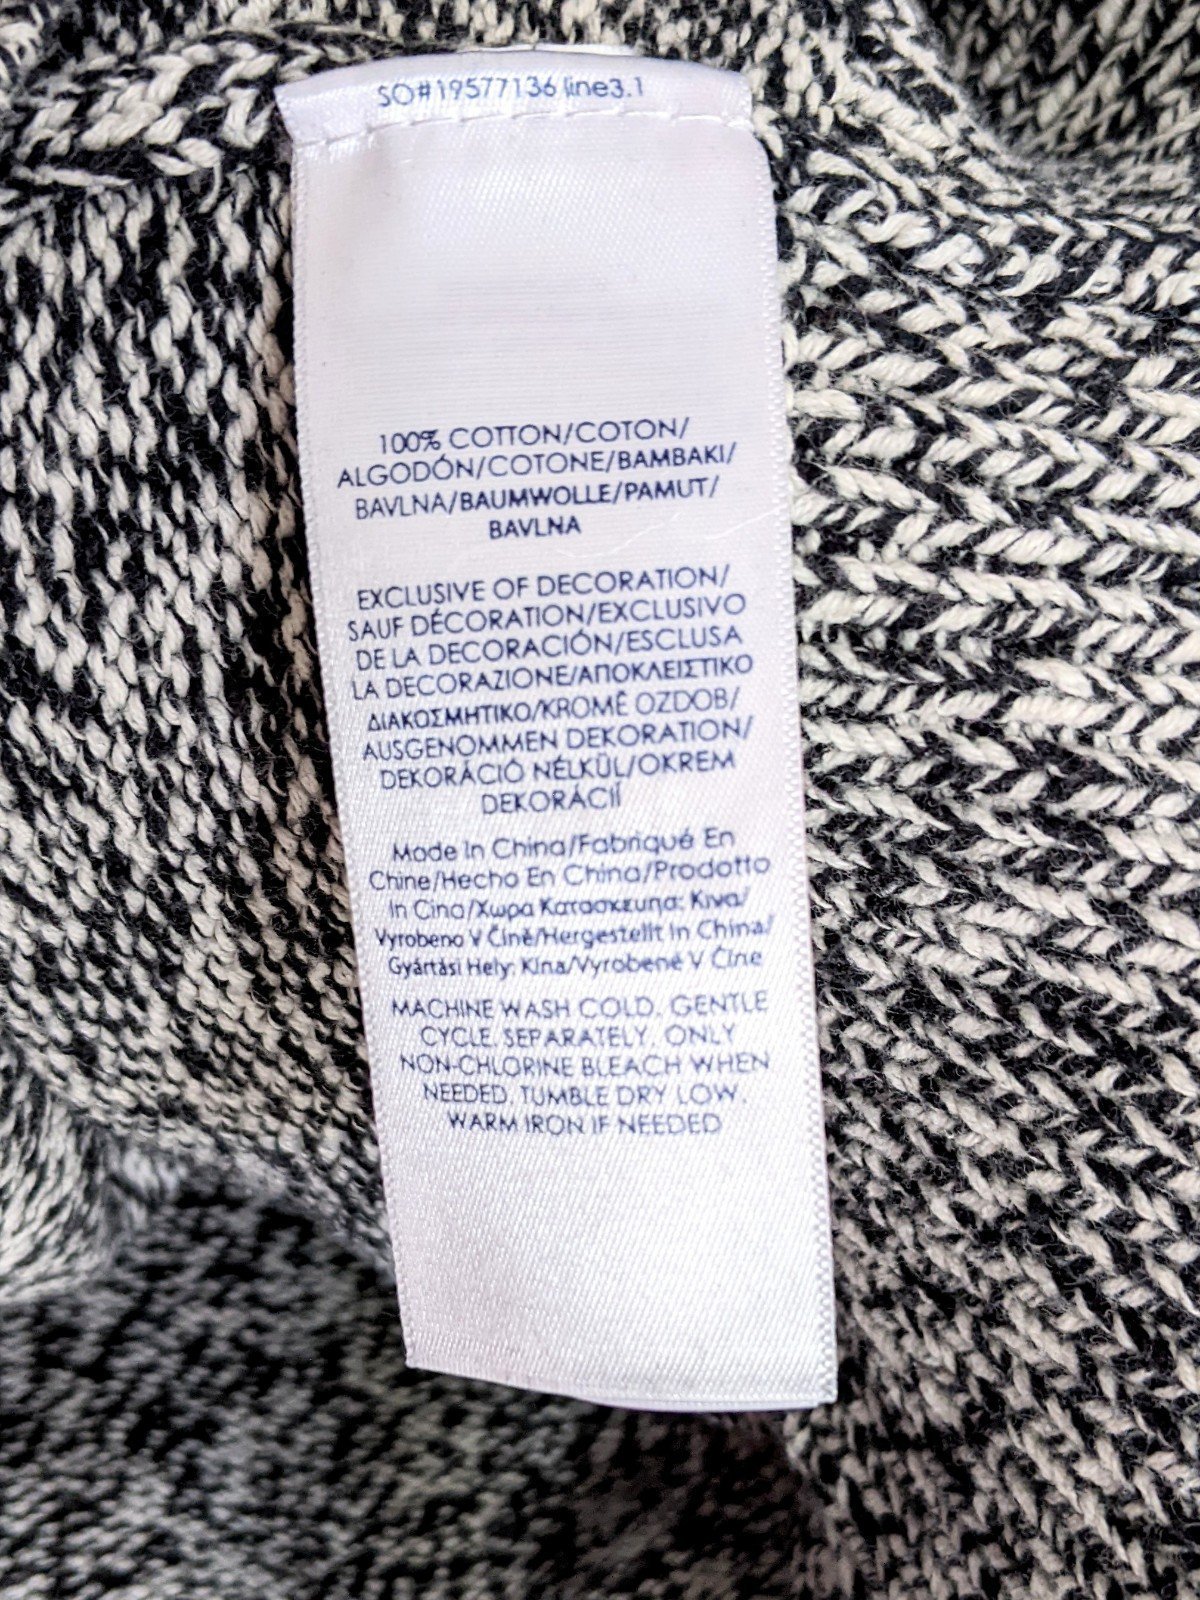 SO#19577136 line3.1
100% COTTON/COTON/
ALGODÓN/COTONE/BAMBAKI/
BAVLNA/BAUMWOLLE/PAMUT/
BAVLNA
EXCLUSIVE OF DECORATION/
SAUF DÉCORATION/EXCLUSIVO
DE LA DECORACIÓN/ESCLUSA
LA DECORAZIONE/ΑΠΟΚΛΕΙΣΤΙΚΟ
ΔΙΑΚΟΣΜΗΤΙΚΟ/KROMĚ OZDOB/
AUSGENOMMEN DEKORATION/
DEKORÁCIÓ NÉLKÜL/OKREM
DEKORÁCIÍ
Made In China/Fabriqué En
Chine/Hecho En China/Prodotto
In Cina/Χωρα Κατασκευης: Κινα/
Vyrobeno V Číně/Hergestellt In China/
Gyártási Hely: Kína/Vyrobené V Číne
MACHINE WASH COLD, GENTLE
CYCLE, SEPARATELY, ONLY
NON-CHLORINE BLEACH WHEN
NEEDED, TUMBLE DRY LOW,
WARM IRON IF NEEDED